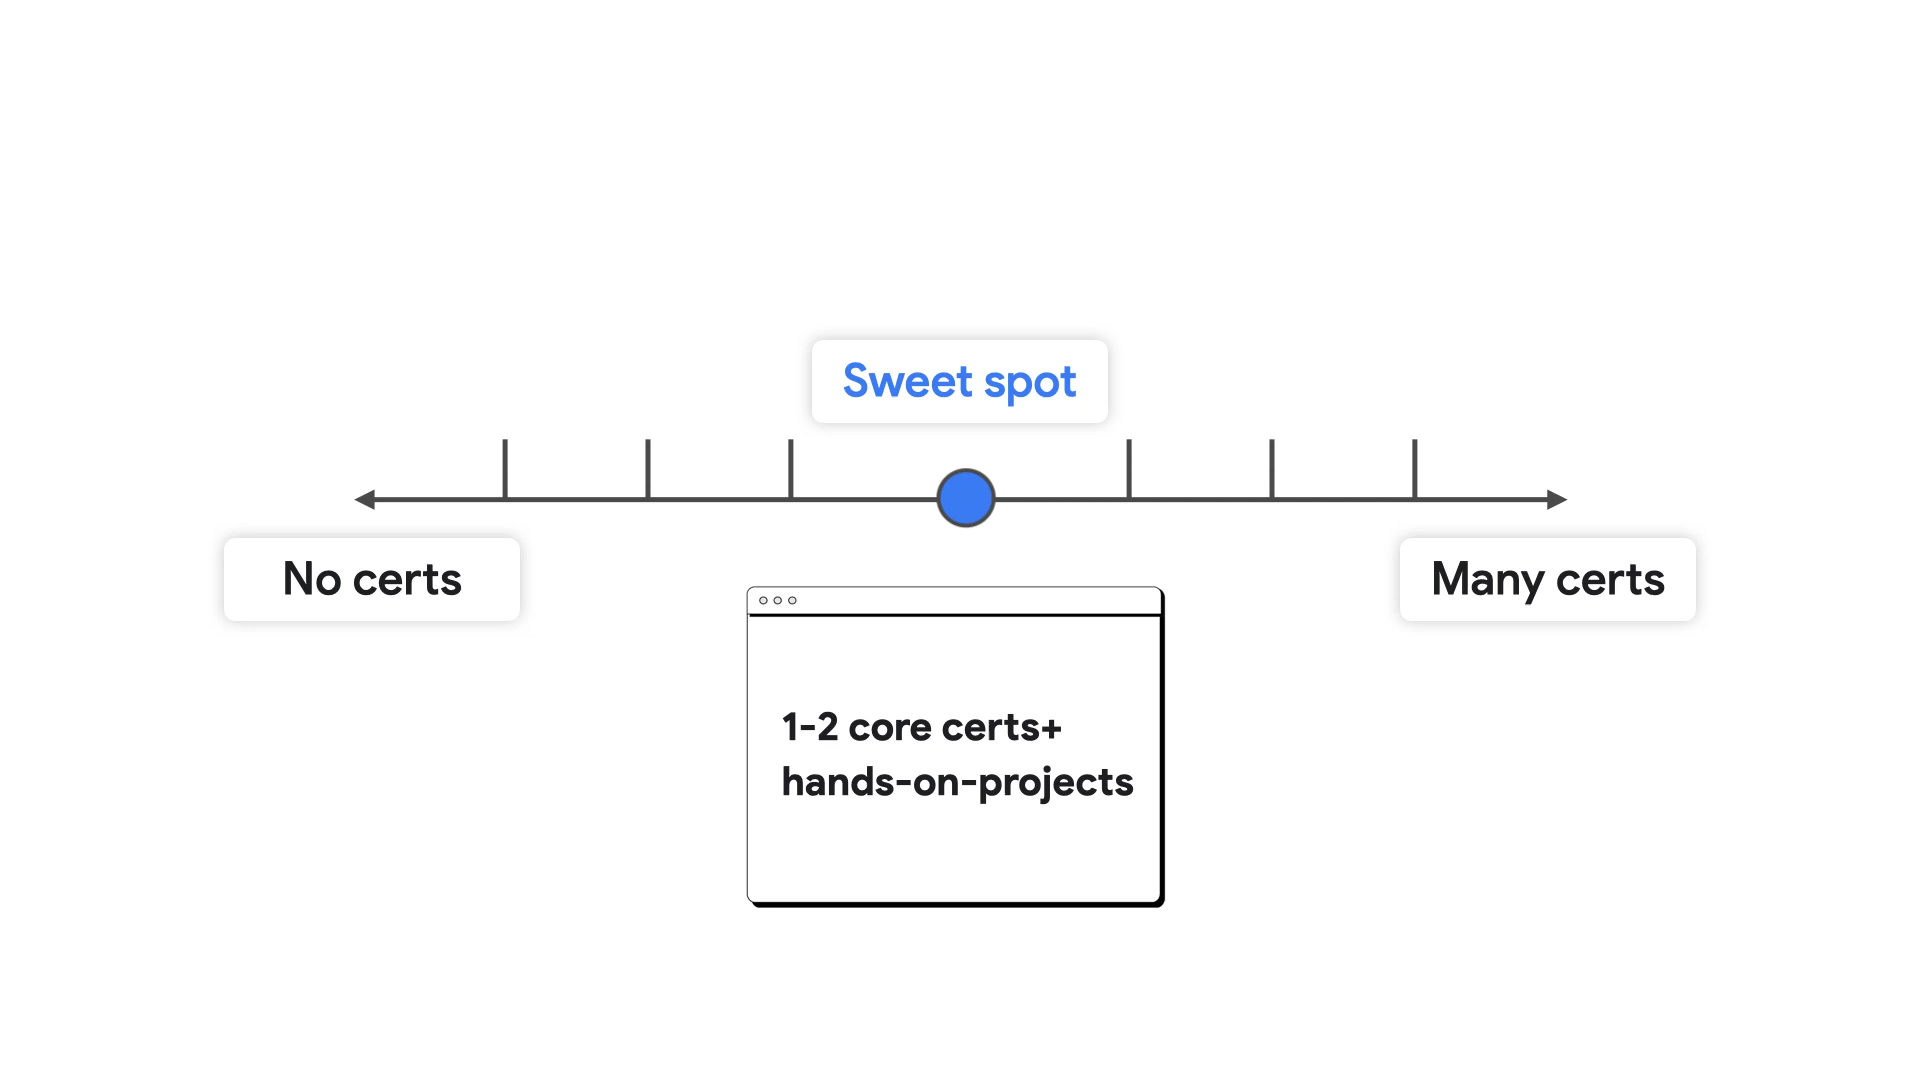 Sweet spot
No certs
Many certs
1-2 core certs+
hands-on-projects